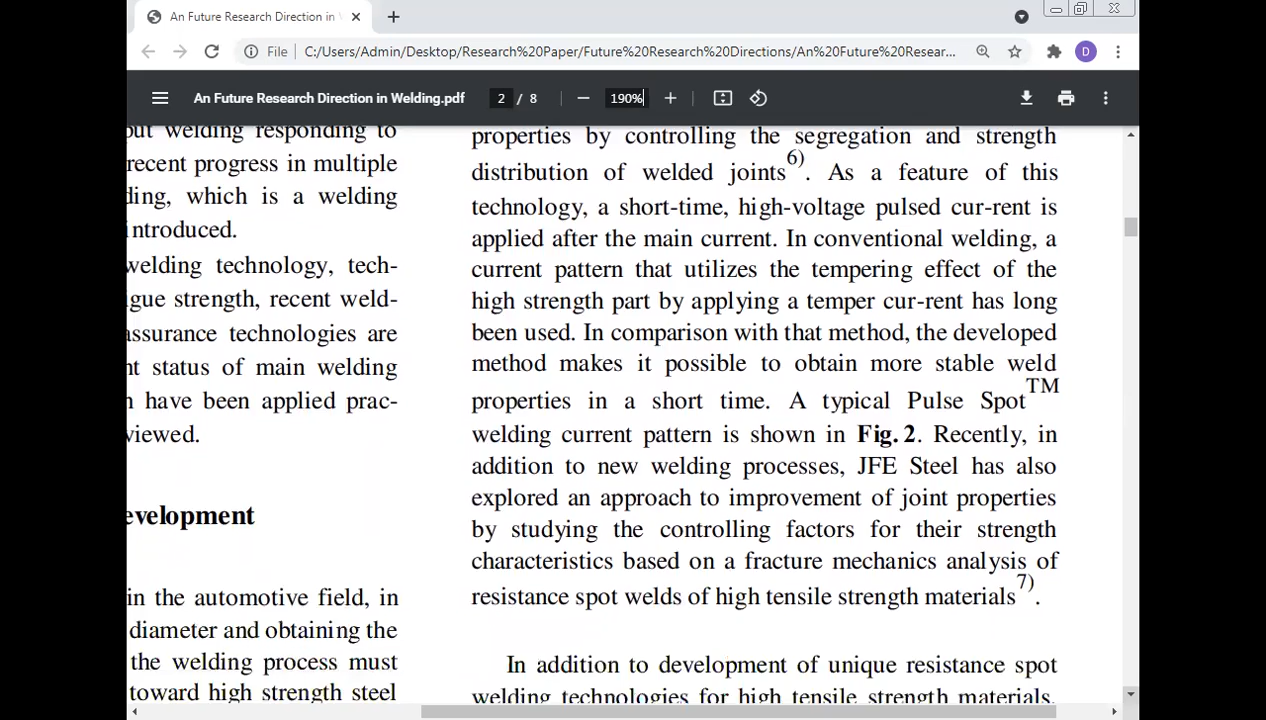 An Future Research Direction in W
File
C:/Users/Admin/Desktop/Research%20Paper/Future%20Research%20Directions/An%20Future%20Resear...
D
An Future Research Direction in Welding.pdf
2 / 8
190%
put welding responding to
recent progress in multiple
ding, which is a welding
introduced.
welding technology, tech-
igue strength, recent weld-
assurance technologies are
nt status of main welding
h have been applied prac-
viewed.
evelopment
in the automotive field, in
diameter and obtaining the
the welding process must
toward high strength steel
properties by controlling the segregation and strength
distribution of welded joints6). As a feature of this
technology, a short-time, high-voltage pulsed cur-rent is
applied after the main current. In conventional welding, a
current pattern that utilizes the tempering effect of the
high strength part by applying a temper cur-rent has long
been used. In comparison with that method, the developed
method makes it possible to obtain more stable weld
properties in a short time. A typical Pulse Spot™
welding current pattern is shown in Fig. 2. Recently, in
addition to new welding processes, JFE Steel has also
explored an approach to improvement of joint properties
by studying the controlling factors for their strength
characteristics based on a fracture mechanics analysis of
resistance spot welds of high tensile strength materials7).
In addition to development of unique resistance spot
welding technologies for high tensile strength materials,